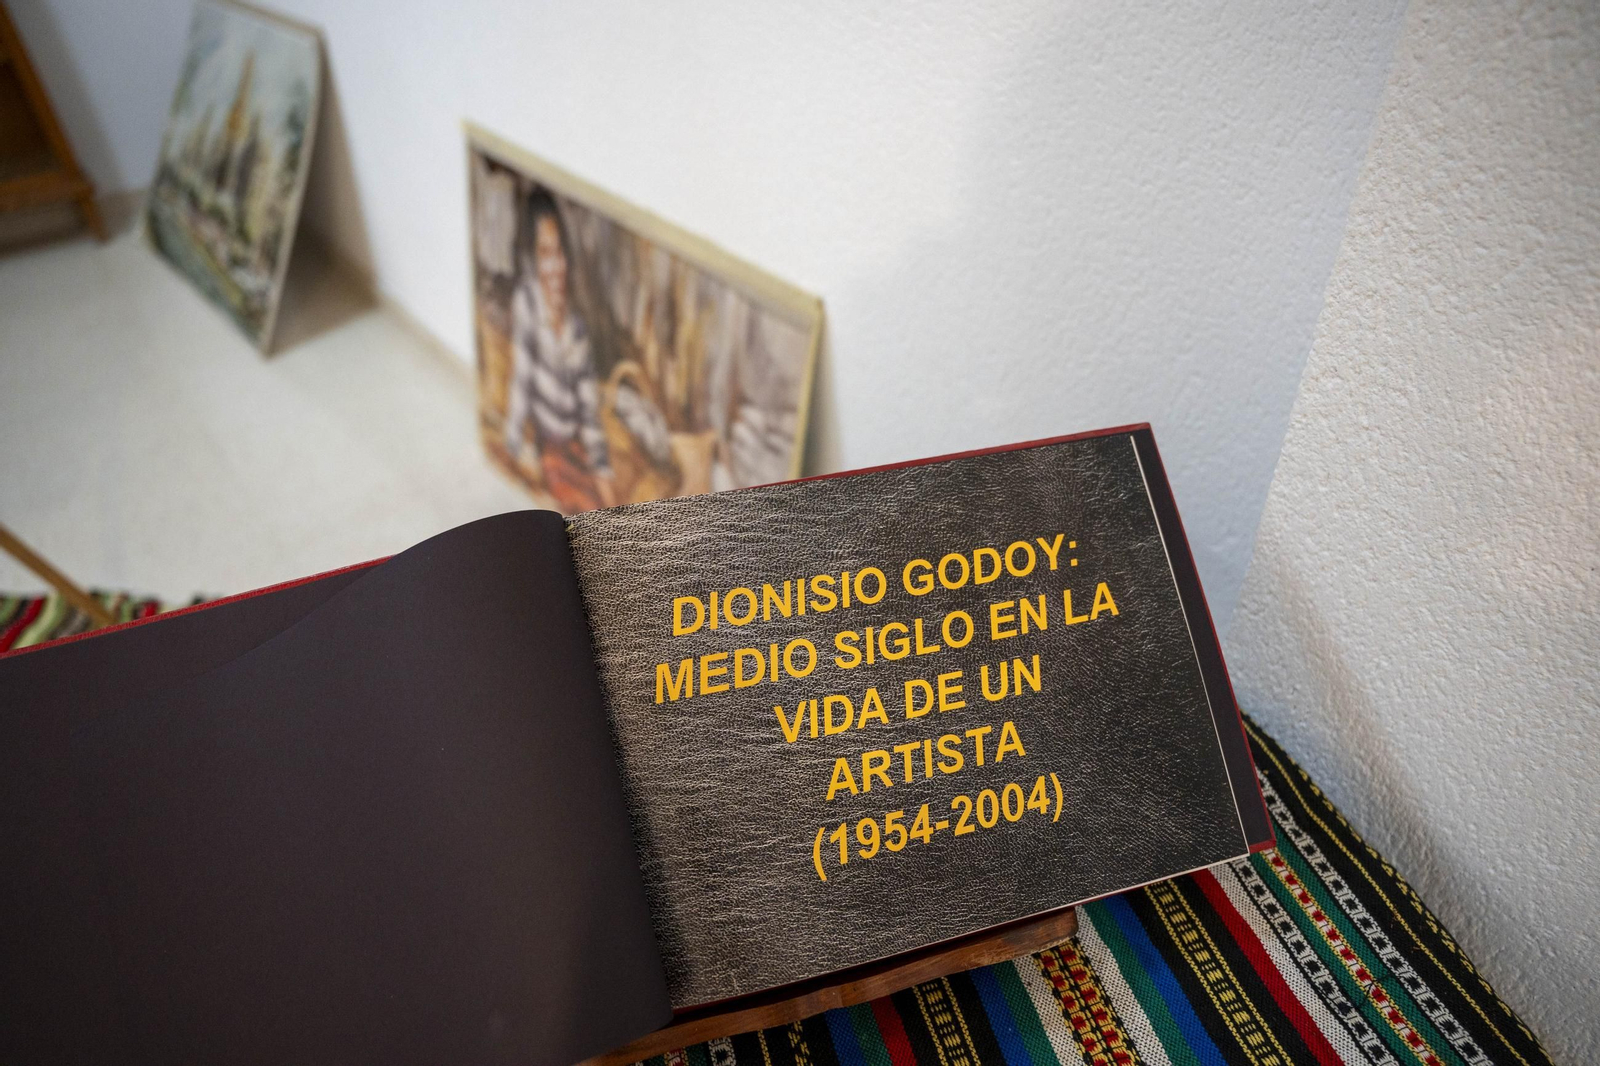 DIONISIO GODOY:
MEDIO SIGLO EN LA
VIDA DE UN
ARTISTA
(1954-2004)